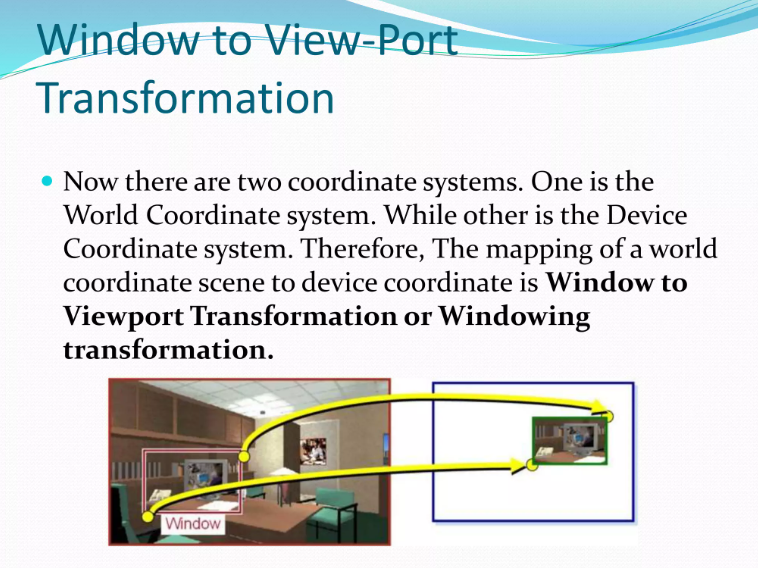 Window to View-Port
Transformation
Now there are two coordinate systems. One is the
World Coordinate system. While other is the Device
Coordinate system. Therefore, The mapping of a world
coordinate scene to device coordinate is Window to
Viewport Transformation or Windowing
transformation.
Window